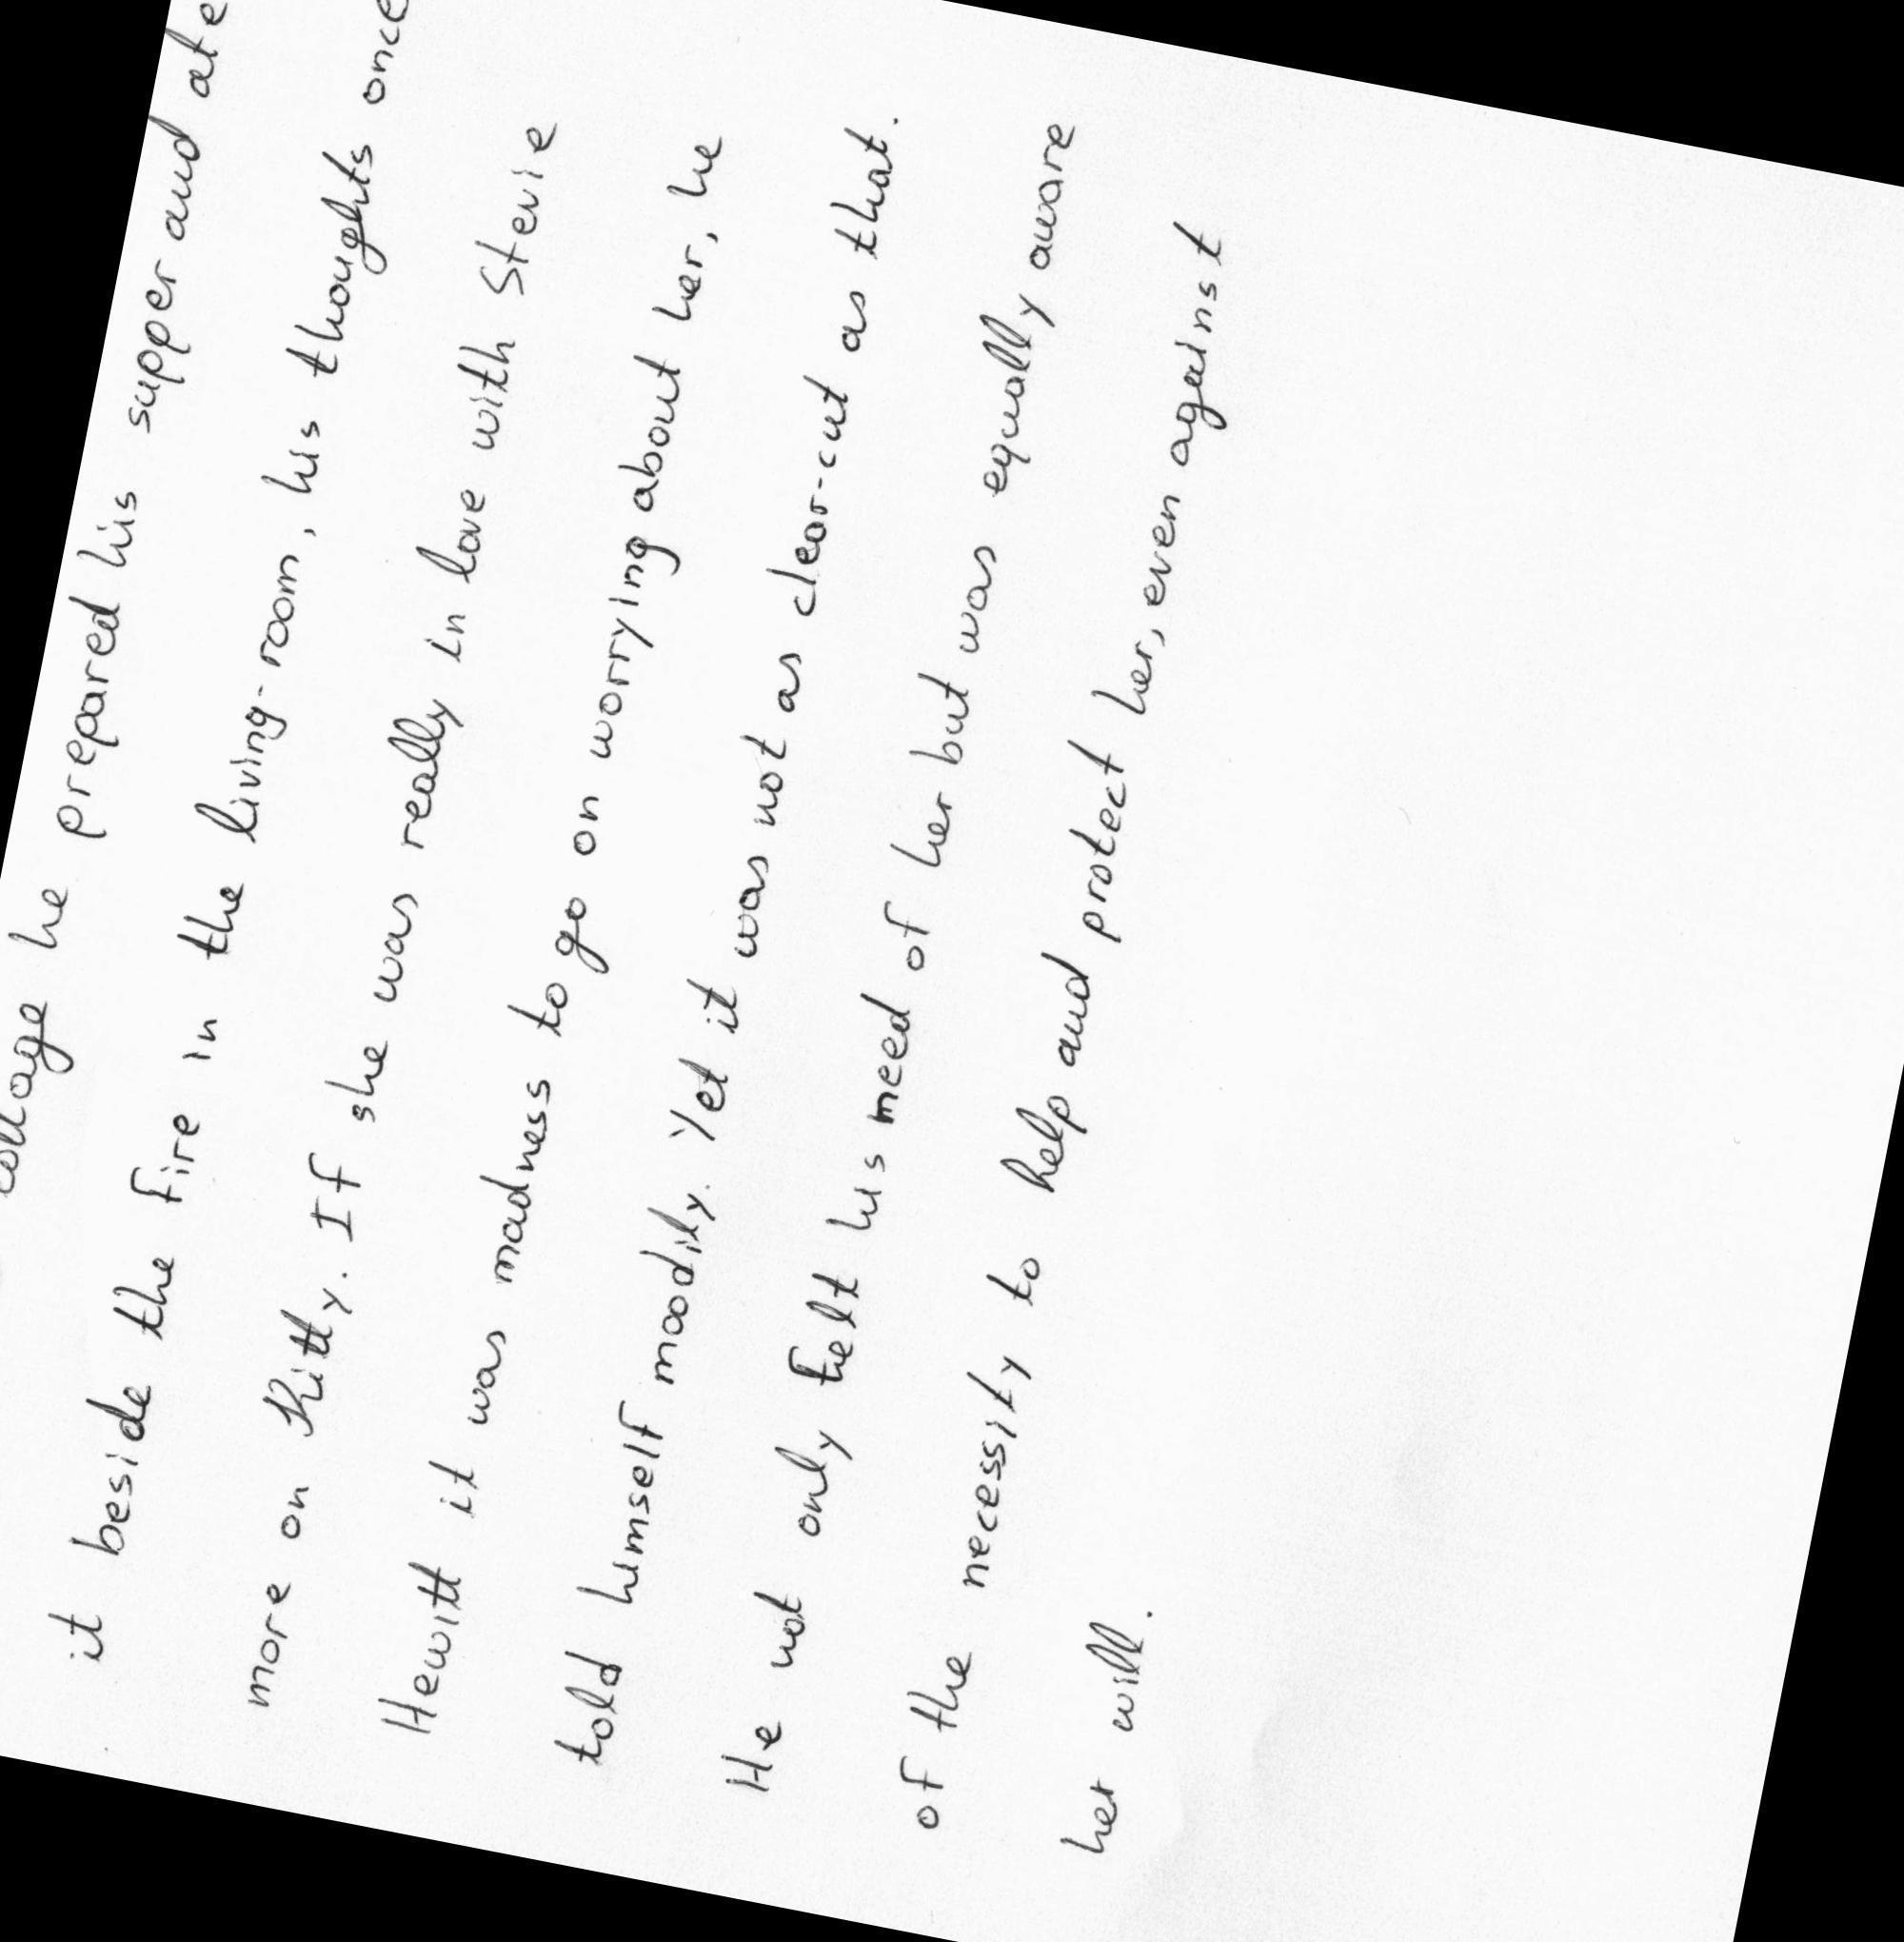 cottage he prepared his supper and ate
it beside the fire in the living-room, his thoughts once
more on Kitty. If she was really in love with Stevie
Hewitt it was madness to go on worrying about her, he
told himself moodily. Yet it was not as clear-cut as that.
He not only felt his need of her but was equally aware
of the necessity to help and protect her, even against
her will.